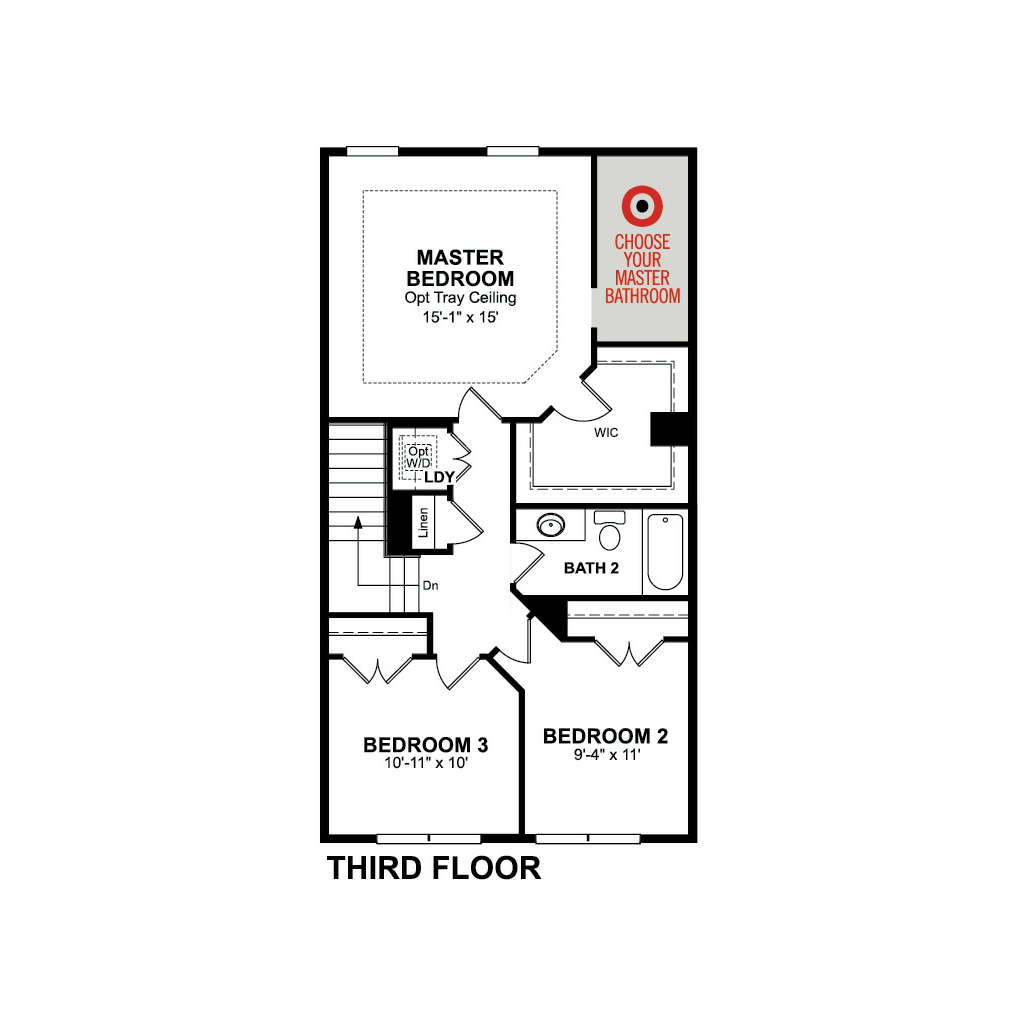 MASTER
BEDROOM
Opt Tray Ceiling
15'-1" x 15'
CHOOSE
YOUR
MASTER
BATHROOM
WIC
Opt
W/D
LDY
Linen
BATH 2
Dn
BEDROOM 3
10'-11" x 10'
BEDROOM 2
9'-4" x 11'
THIRD FLOOR